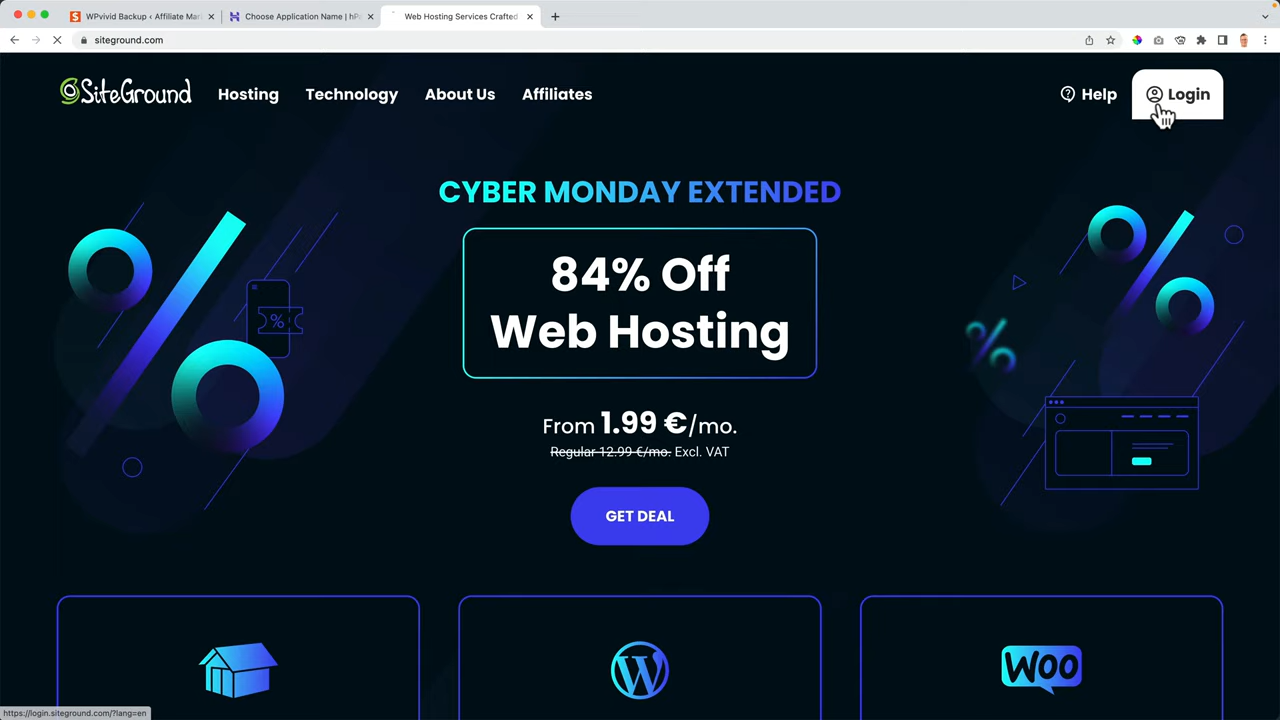 WPvivid Backup ‹ Affiliate Mar
Choose Application Name | hP
Web Hosting Services Crafted
siteground.com
SiteGround
Hosting
Technology
About Us
Affiliates
Help
Login
CYBER MONDAY EXTENDED
84% Off
Web Hosting
%
From 1.99 €/mo.
Regular 12.99 €/mo. Excl. VAT
GET DEAL
W
WOO
https://login.siteground.com/?lang=en